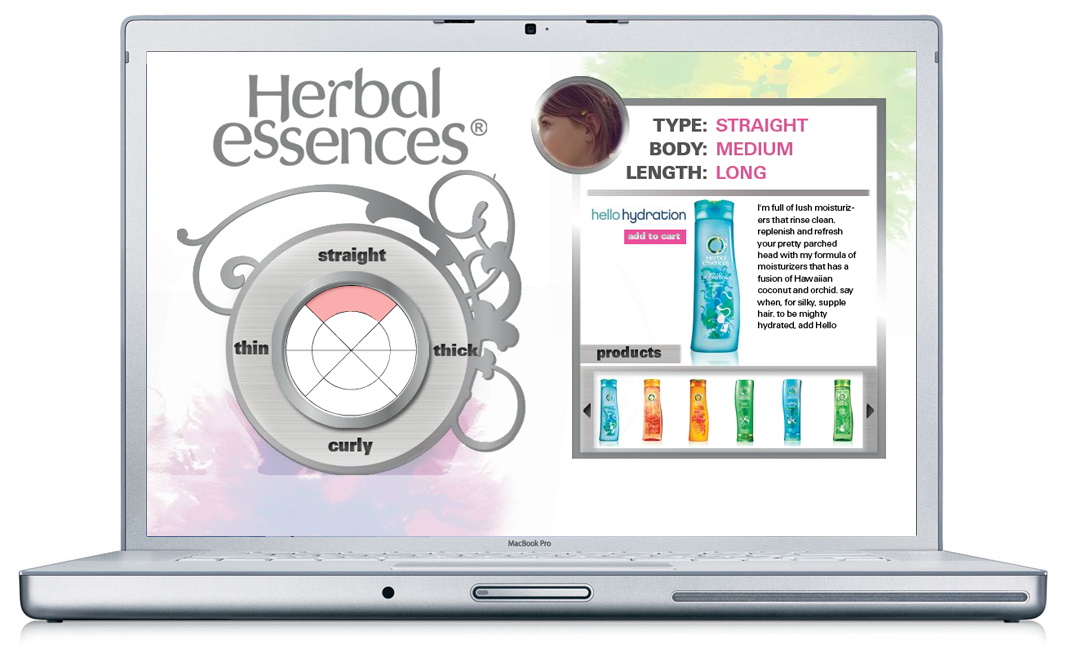 Herbal
essences®
straight
thin
thick
curly
TYPE: STRAIGHT
BODY: MEDIUM
LENGTH: LONG
hello hydration
add to cart
Herbal
essences
I'm full of lush moisturiz-
ers that rinse clean.
replenish and refresh
your pretty parched
head with my formula of
moisturizers that has a
fusion of Hawaiian
coconut and orchid. say
when, for silky, supple
hair. to be mighty
hydrated, add Hello
products
MacBook Pro